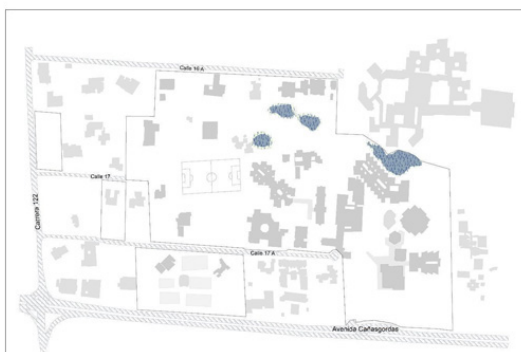 Calle 16 A
Calle 17
Carrera 122
Calle 17 A
Avenida Cañasgordas